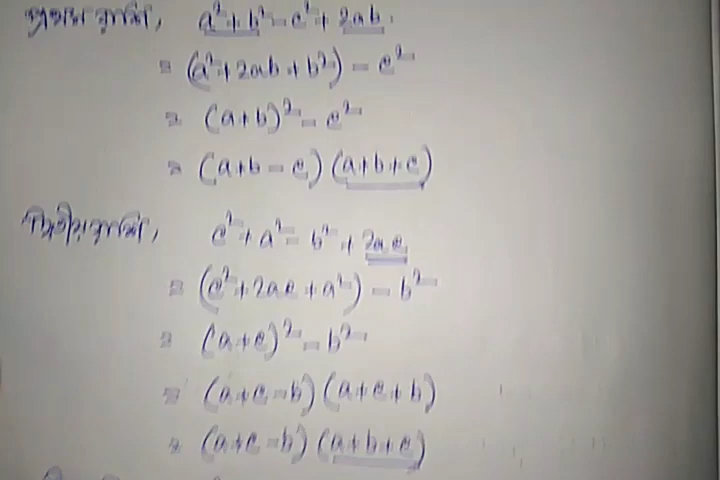 প্রথম রাশি, a² + b² - c² + 2ab
= (a² + 2ab + b²) - c²
= (a+b)² - c²
= (a+b-c)(a+b+c)
দ্বিতীয় রাশি, c² + a² - b² + 2ac
= (c² + 2ac + a²) - b²
= (a+c)² - b²
= (a+c-b)(a+c+b)
= (a+c-b)(a+b+c)